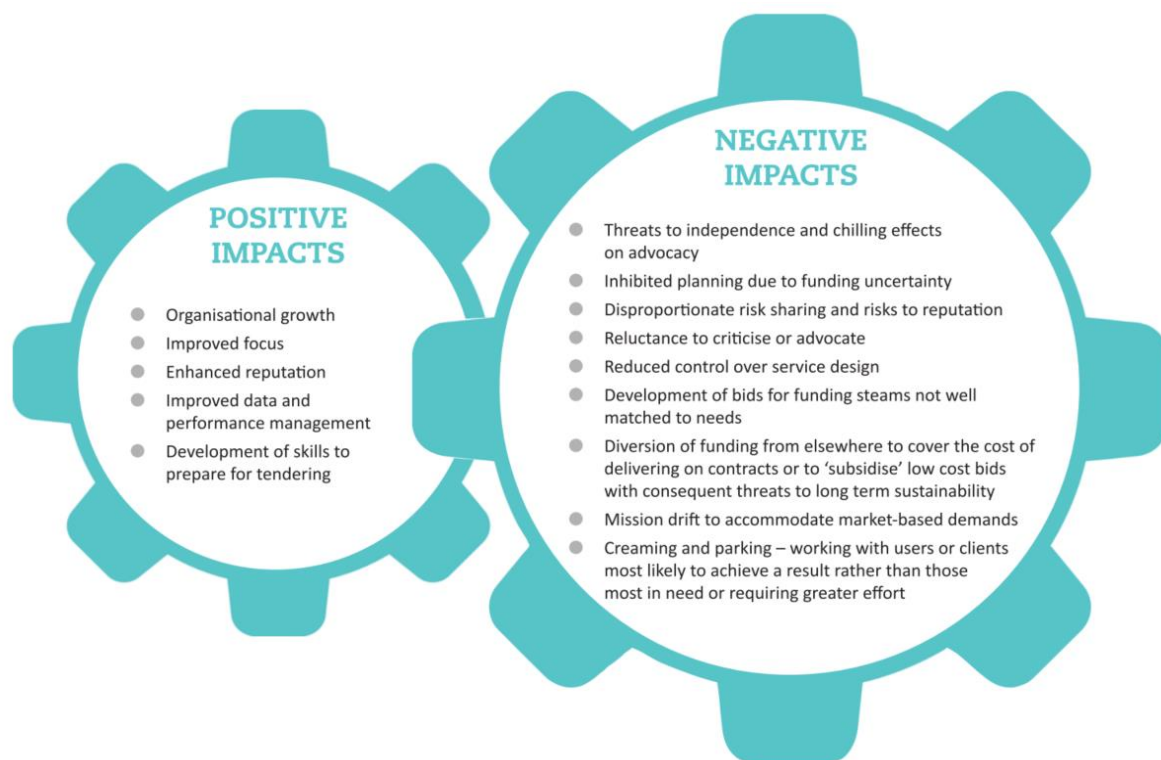 POSITIVE
IMPACTS
Organisational growth
Improved focus
Enhanced reputation
Improved data and
performance management
Development of skills to
prepare for tendering
NEGATIVE
IMPACTS
Threats to independence and chilling effects
on advocacy
Inhibited planning due to funding uncertainty
Disproportionate risk sharing and risks to reputation
Reluctance to criticise or advocate
Reduced control over service design
Development of bids for funding steams not well
matched to needs
Diversion of funding from elsewhere to cover the cost of
delivering on contracts or to ‘subsidise’ low cost bids
with consequent threats to long term sustainability
Mission drift to accommodate market-based demands
Creaming and parking – working with users or clients
most likely to achieve a result rather than those
most in need or requiring greater effort